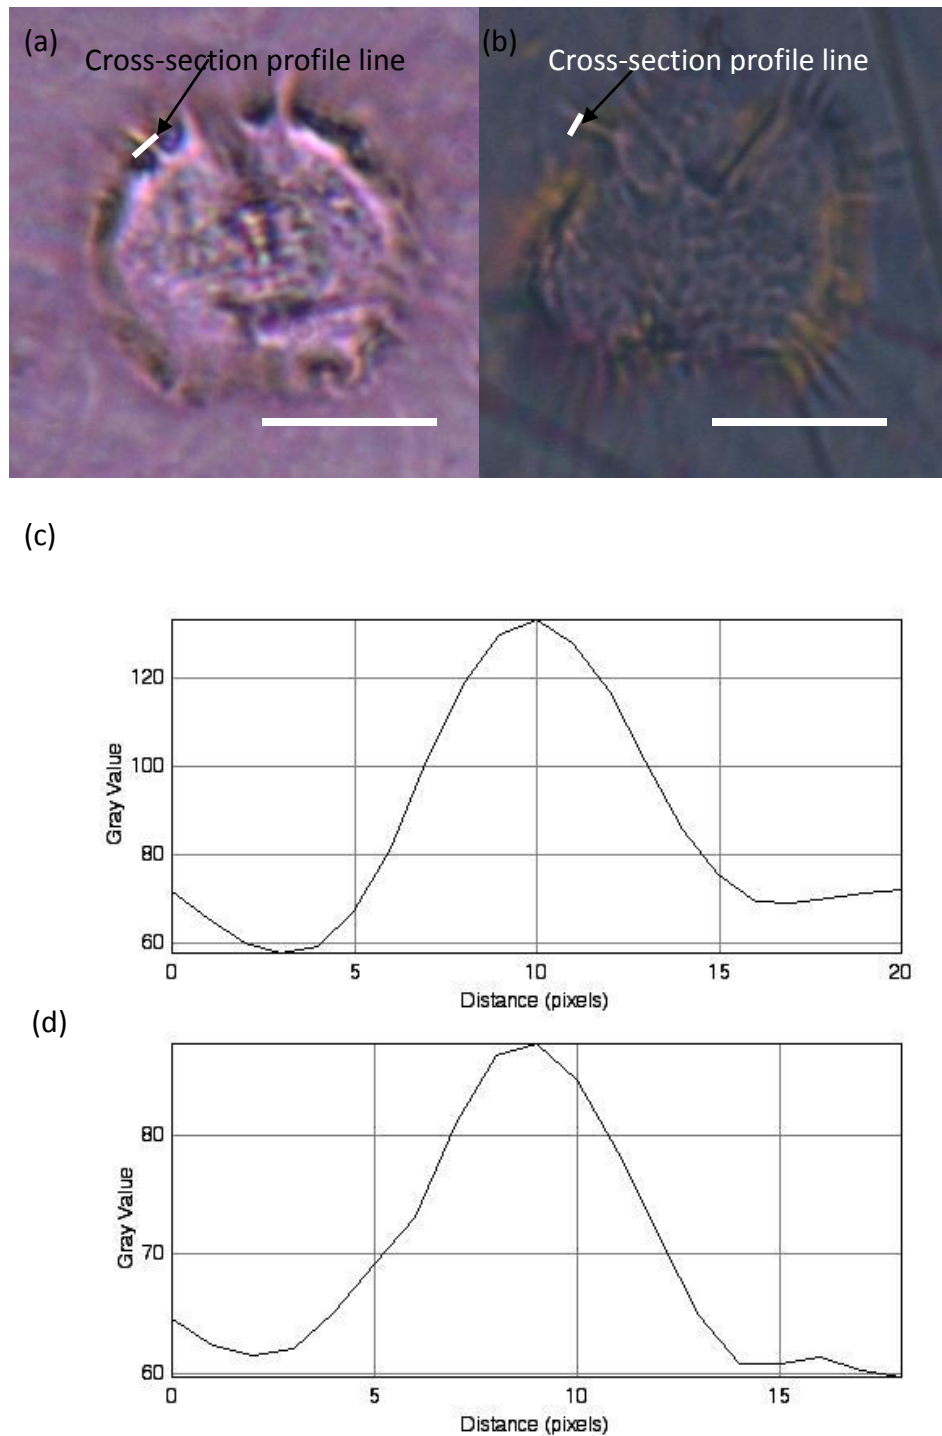 (a)
Cross-section profile line
(b)
Cross-section profile line
(c)
120
100
80
60
Gray Value
0 5 10 15 20
Distance (pixels)
(d)
80
70
60
Gray Value
0 5 10 15
Distance (pixels)